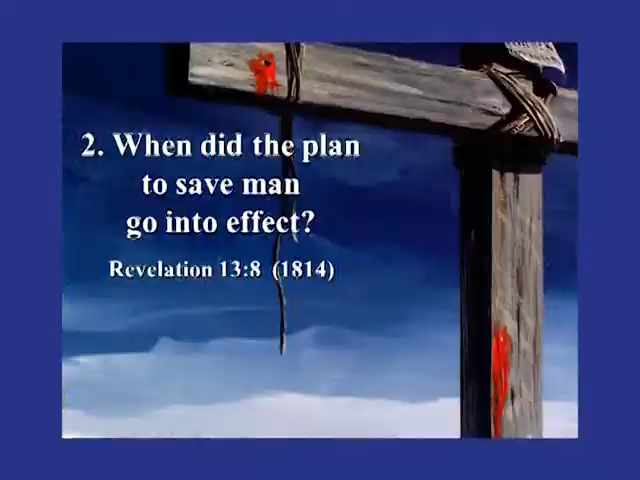 2. When did the plan
to save man
go into effect?
Revelation 13:8 (1814)